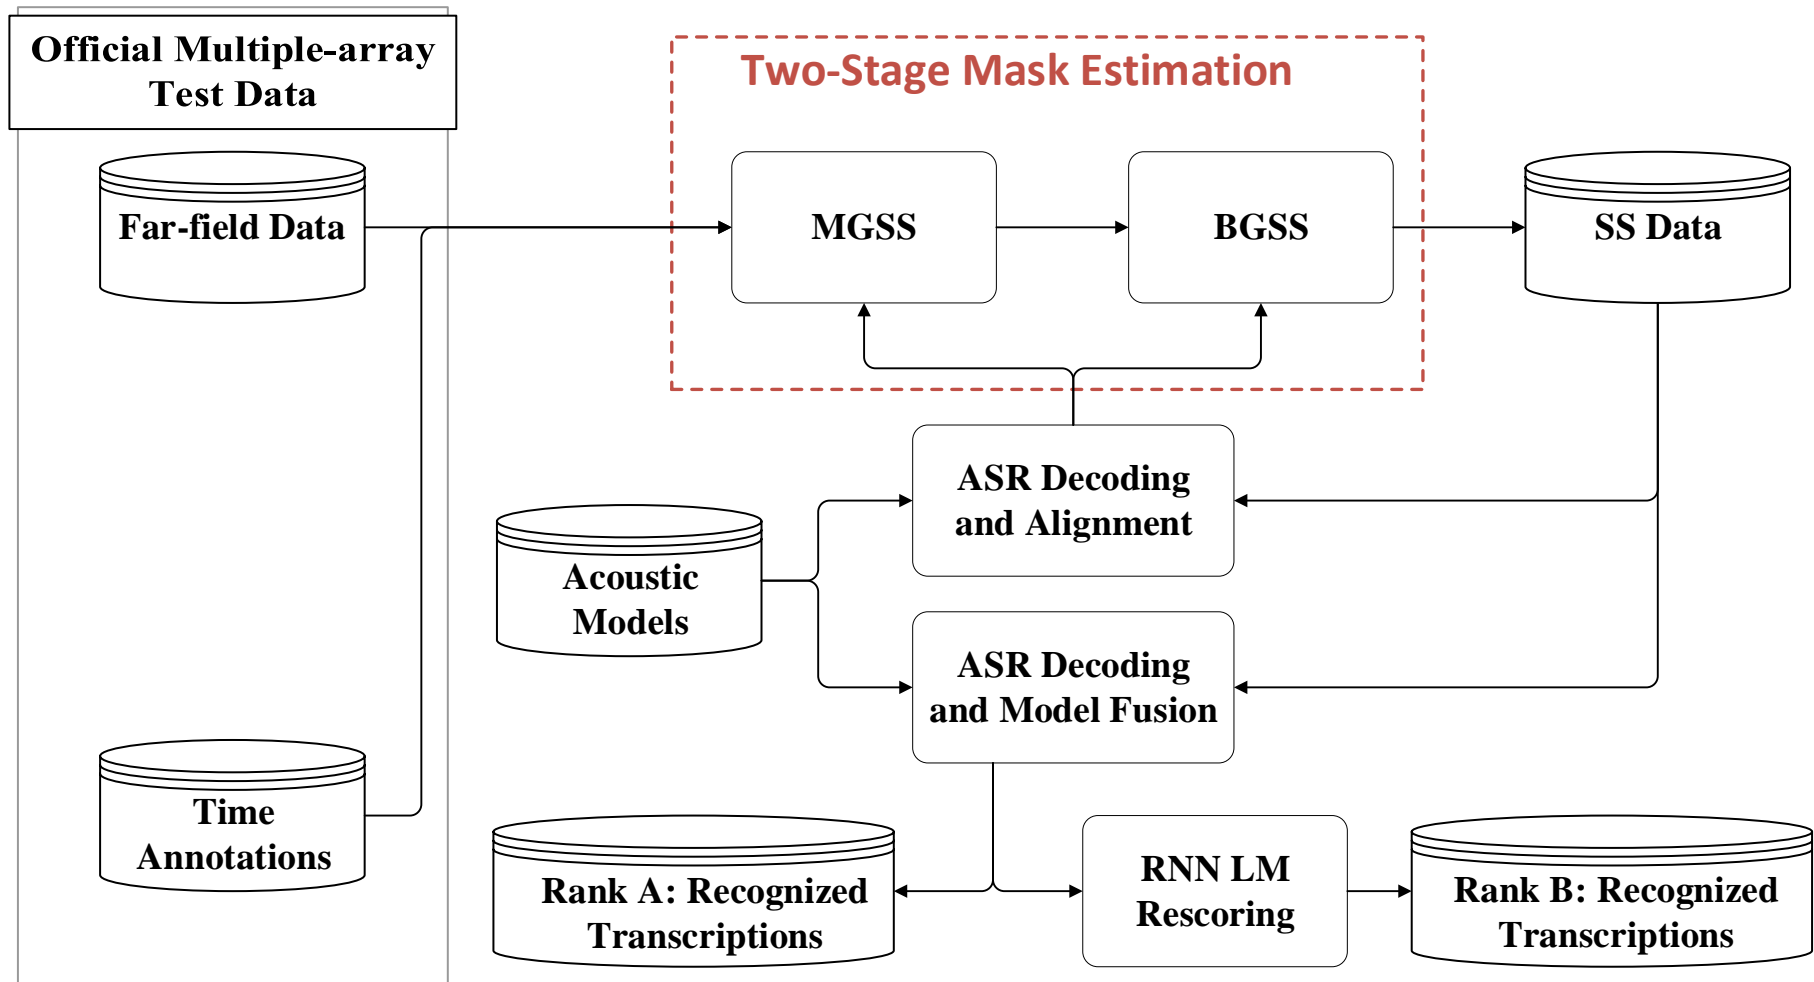 Official Multiple-array
Test Data
Two-Stage Mask Estimation
Far-field Data
MGSS
BGSS
SS Data
ASR Decoding
and Alignment
Acoustic
Models
ASR Decoding
and Model Fusion
Time
Annotations
Rank A: Recognized
Transcriptions
RNN LM
Rescoring
Rank B: Recognized
Transcriptions